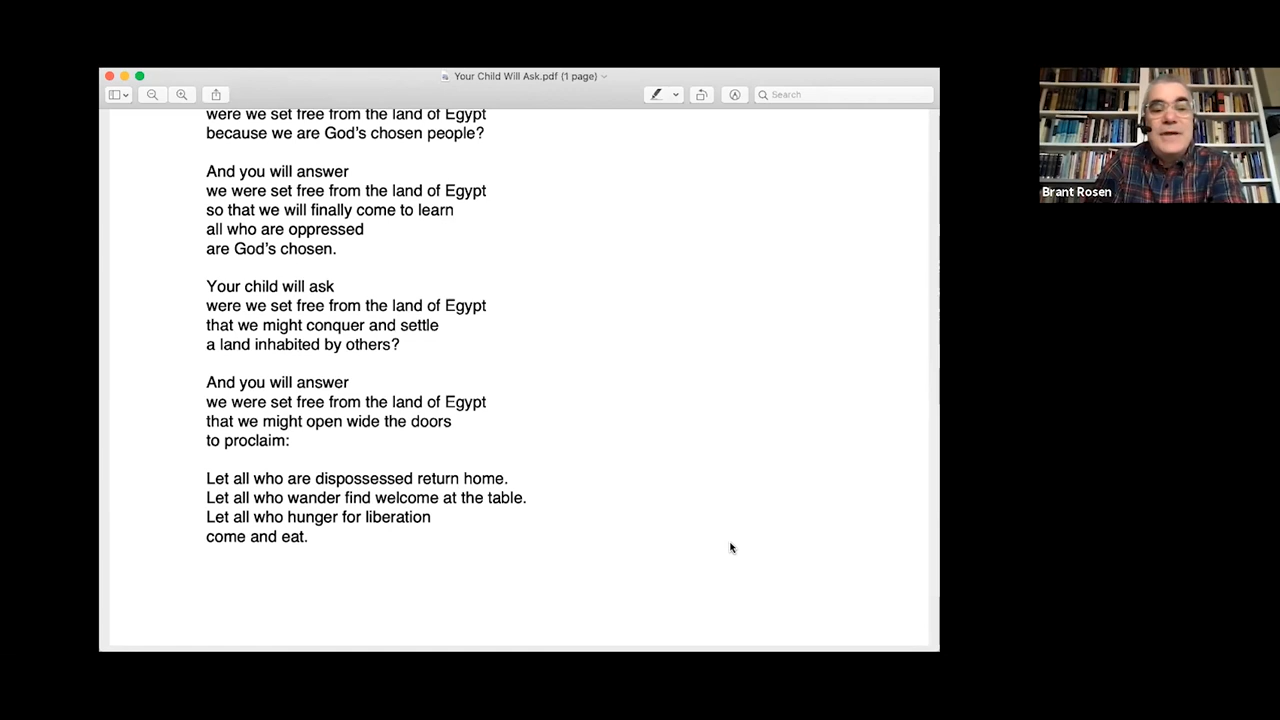 Your Child Will Ask.pdf (1 page)
Search
were we set free from the land of Egypt
because we are God's chosen people?
And you will answer
we were set free from the land of Egypt
so that we will finally come to learn
all who are oppressed
are God's chosen.
Your child will ask
were we set free from the land of Egypt
that we might conquer and settle
a land inhabited by others?
And you will answer
we were set free from the land of Egypt
that we might open wide the doors
to proclaim:
Let all who are dispossessed return home.
Let all who wander find welcome at the table.
Let all who hunger for liberation
come and eat.
Brant Rosen